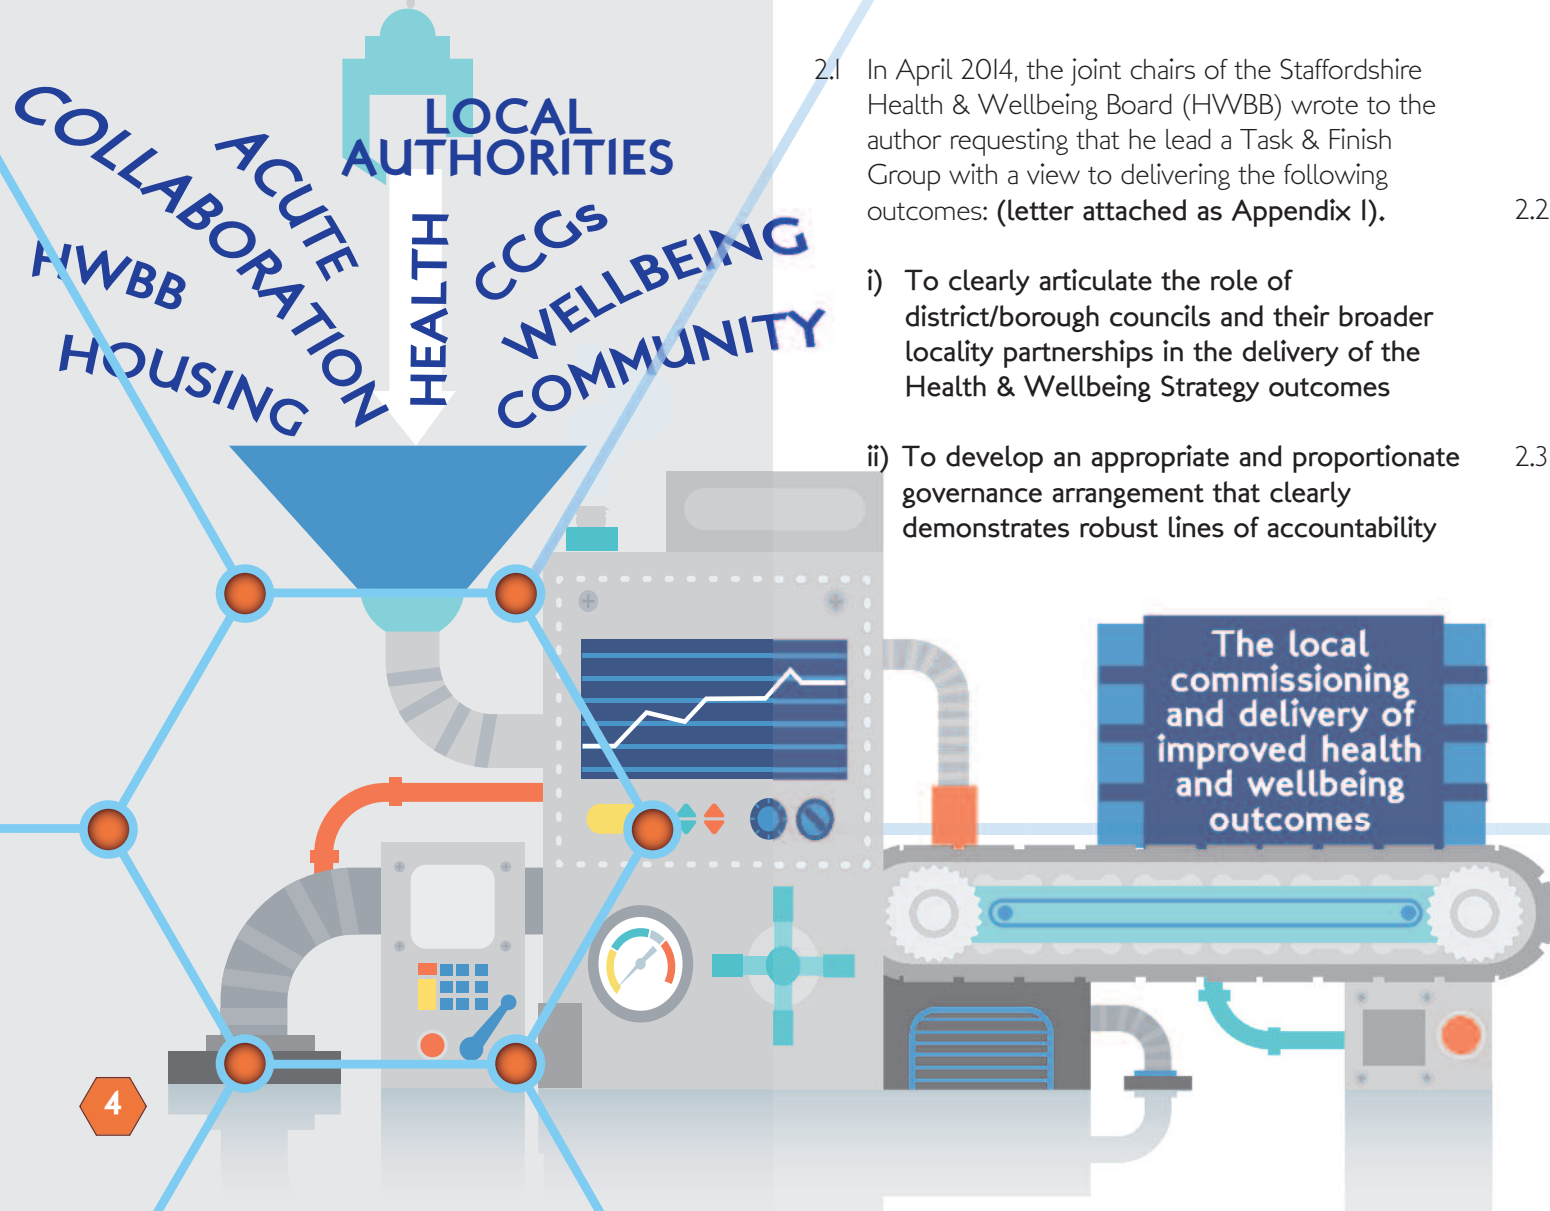 COLLABORATION
ACUTE
LOCAL
AUTHORITIES
HWBB
HOUSING
HEALTH
CCGs
WELLBEING
COMMUNITY
2.1 In April 2014, the joint chairs of the Staffordshire
Health & Wellbeing Board (HWBB) wrote to the
author requesting that he lead a Task & Finish
Group with a view to delivering the following
outcomes: (letter attached as Appendix 1).
i) To clearly articulate the role of
district/borough councils and their broader
locality partnerships in the delivery of the
Health & Wellbeing Strategy outcomes
ii) To develop an appropriate and proportionate
governance arrangement that clearly
demonstrates robust lines of accountability
2.2
2.3
The local
commissioning
and delivery of
improved health
and wellbeing
outcomes
4